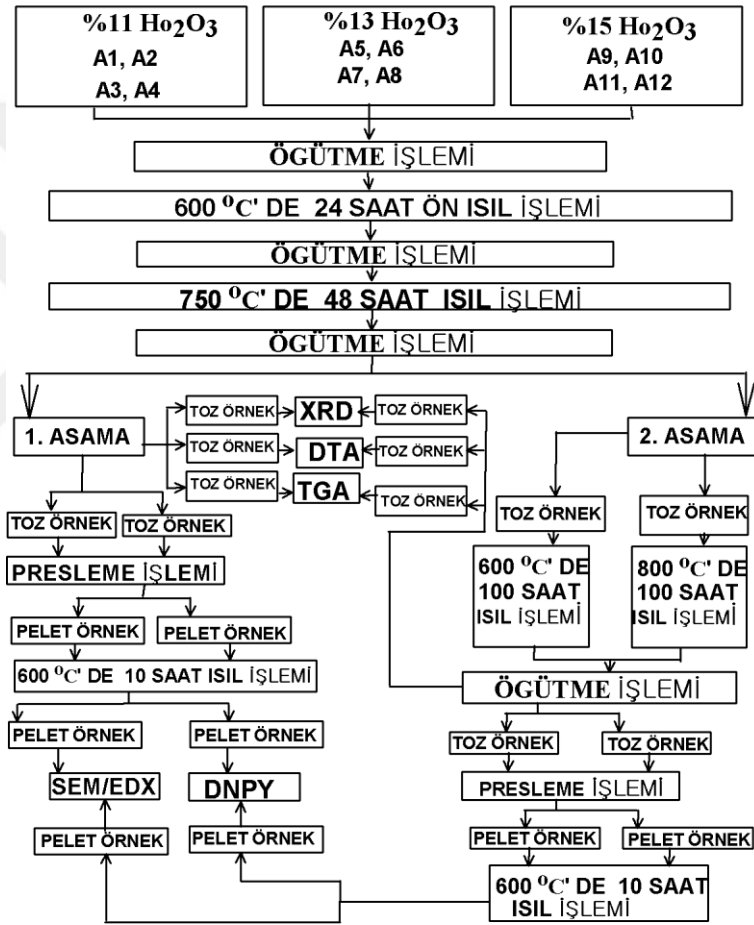 %11 Ho2O3
A1, A2
A3, A4
%13 Ho2O3
A5, A6
A7, A8
%15 Ho2O3
A9, A10
A11, A12
ÖGÜTME İŞLEMİ
600 ⁰C' DE 24 SAAT ÖN ISIL İŞLEMİ
ÖGÜTME İŞLEMİ
750 ⁰C' DE 48 SAAT ISIL İŞLEMİ
ÖGÜTME İŞLEMİ
1. ASAMA
TOZ ÖRNEK
XRD
TOZ ÖRNEK
TOZ ÖRNEK
DTA
TOZ ÖRNEK
TOZ ÖRNEK
TGA
TOZ ÖRNEK
2. ASAMA
TOZ ÖRNEK
TOZ ÖRNEK
PRESLEME İŞLEMİ
PELET ÖRNEK
PELET ÖRNEK
600 ⁰C' DE 10 SAAT ISIL İŞLEMİ
PELET ÖRNEK
PELET ÖRNEK
SEM/EDX
DNPY
PELET ÖRNEK
PELET ÖRNEK
TOZ ÖRNEK
TOZ ÖRNEK
600 ⁰C' DE
100 SAAT
ISIL İŞLEMİ
800 ⁰C' DE
100 SAAT
ISIL İŞLEMİ
ÖGÜTME İŞLEMİ
TOZ ÖRNEK
TOZ ÖRNEK
PRESLEME İŞLEMİ
PELET ÖRNEK
PELET ÖRNEK
600 ⁰C' DE 10 SAAT
ISIL İŞLEMİ